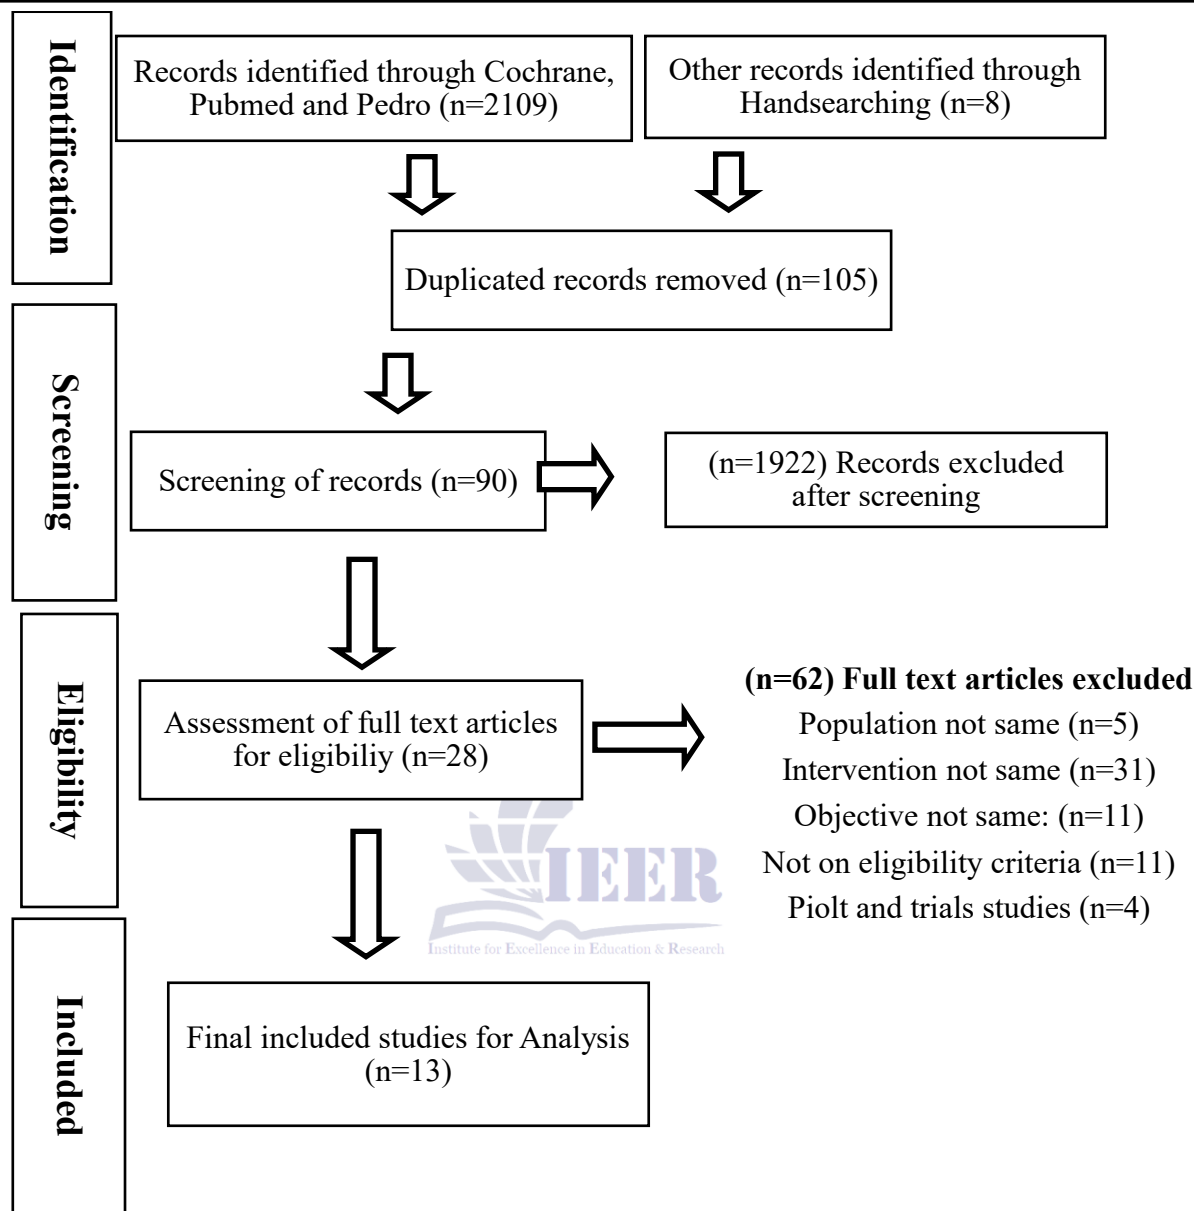 Identification
Records identified through Cochrane,
Pubmed and Pedro (n=2109)
Other records identified through
Handsearching (n=8)
Duplicated records removed (n=105)
Screening
Screening of records (n=90)
(n=1922) Records excluded
after screening
Eligibility
Assessment of full text articles
for eligibiliy (n=28)
(n=62) Full text articles excluded
Population not same (n=5)
Intervention not same (n=31)
Objective not same: (n=11)
Not on eligibility criteria (n=11)
Piolt and trials studies (n=4)
IEER
Institute for Excellence in Education & Research
Included
Final included studies for Analysis
(n=13)